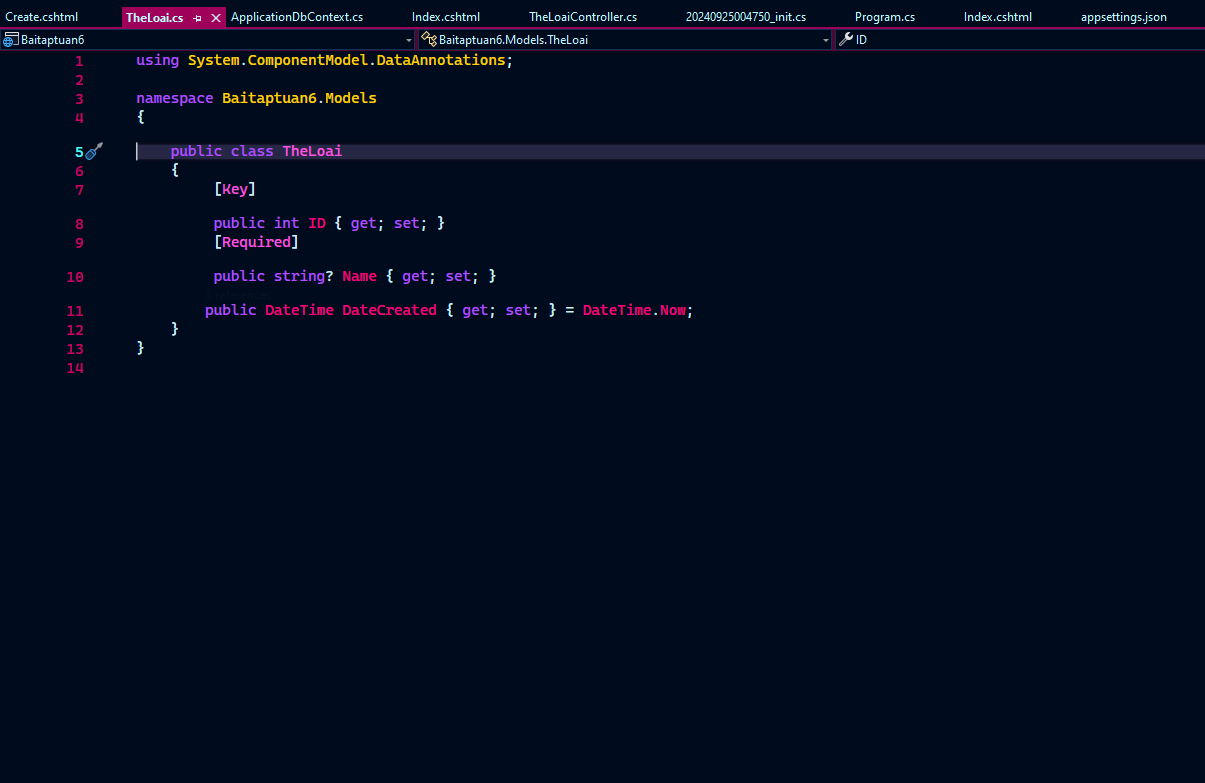 Create.cshtml TheLoai.cs ApplicationDbContext.cs Index.cshtml TheLoaiController.cs 20240925004750_init.cs Program.cs Index.cshtml appsettings.json
Baitaptuan6 Baitaptuan6.Models.TheLoai ID
1 using System.ComponentModel.DataAnnotations;
2
3 namespace Baitaptuan6.Models
4 {
5 public class TheLoai
6 {
7 [Key]
8 public int ID { get; set; }
9 [Required]
10 public string? Name { get; set; }
11 public DateTime DateCreated { get; set; } = DateTime.Now;
12 }
13 }
14